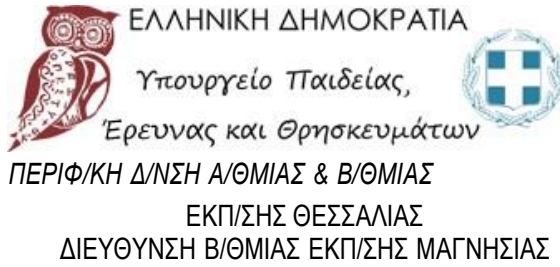 ΕΛΛΗΝΙΚΗ ΔΗΜΟΚΡΑΤΙΑ
Υπουργείο Παιδείας,
Έρευνας και Θρησκευμάτων
ΠΕΡΙΦ/ΚΗ Δ/ΝΣΗ Α/ΘΜΙΑΣ & Β/ΘΜΙΑΣ
ΕΚΠ/ΣΗΣ ΘΕΣΣΑΛΙΑΣ
ΔΙΕΥΘΥΝΣΗ Β/ΘΜΙΑΣ ΕΚΠ/ΣΗΣ ΜΑΓΝΗΣΙΑΣ